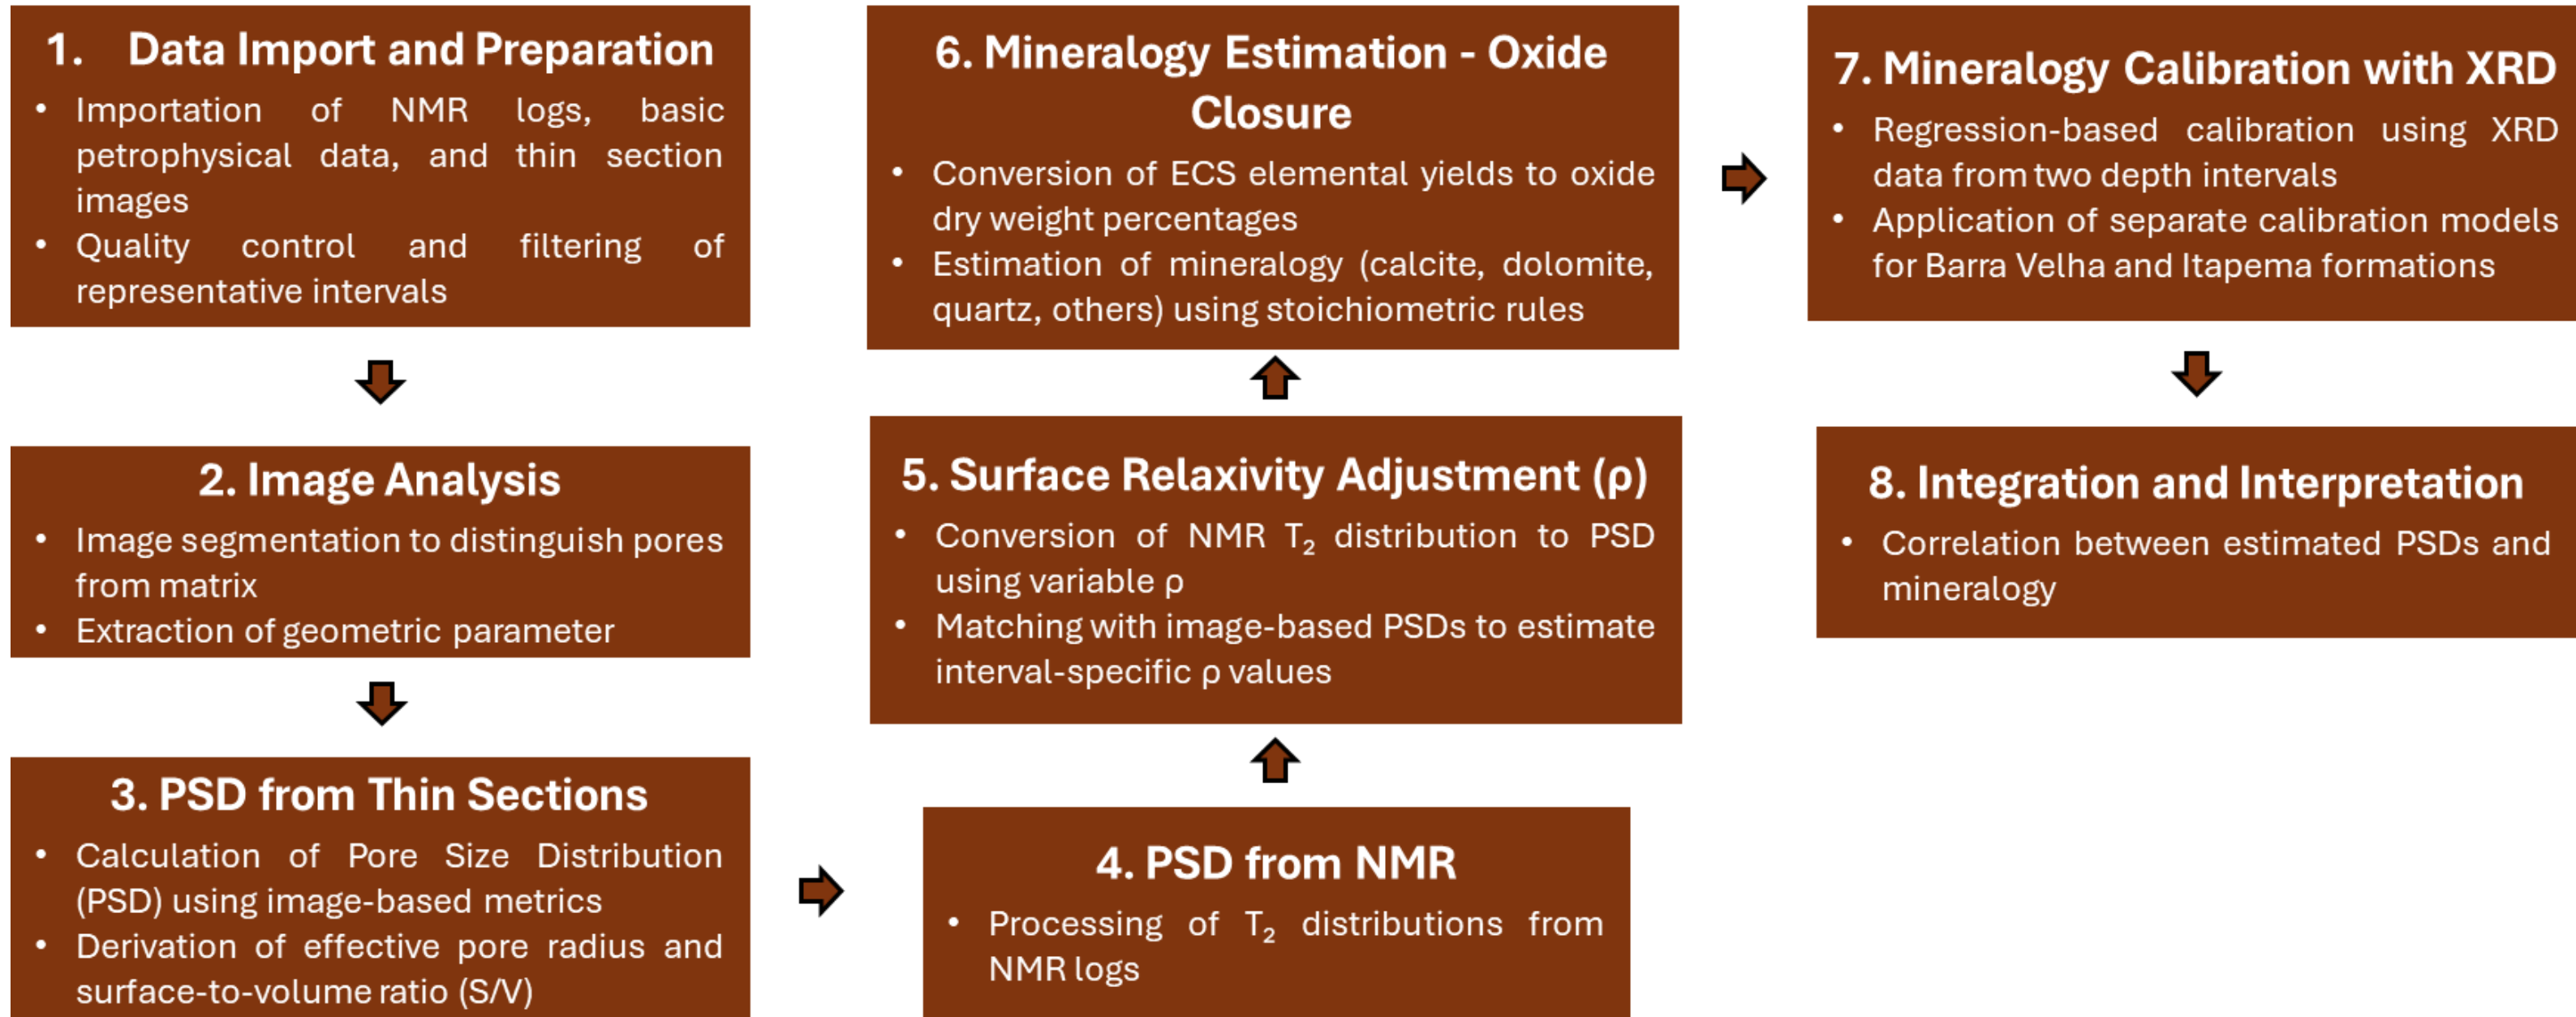 1. Data Import and Preparation
• Importation of NMR logs, basic
petrophysical data, and thin section
images
• Quality control and filtering of
representative intervals
2. Image Analysis
• Image segmentation to distinguish pores
from matrix
• Extraction of geometric parameter
3. PSD from Thin Sections
• Calculation of Pore Size Distribution
(PSD) using image-based metrics
• Derivation of effective pore radius and
surface-to-volume ratio (S/V)
4. PSD from NMR
• Processing of T₂ distributions from
NMR logs
5. Surface Relaxivity Adjustment (ρ)
• Conversion of NMR T₂ distribution to PSD
using variable ρ
• Matching with image-based PSDs to estimate
interval-specific ρ values
6. Mineralogy Estimation - Oxide
Closure
• Conversion of ECS elemental yields to oxide
dry weight percentages
• Estimation of mineralogy (calcite, dolomite,
quartz, others) using stoichiometric rules
7. Mineralogy Calibration with XRD
• Regression-based calibration using XRD
data from two depth intervals
• Application of separate calibration models
for Barra Velha and Itapema formations
8. Integration and Interpretation
• Correlation between estimated PSDs and
mineralogy